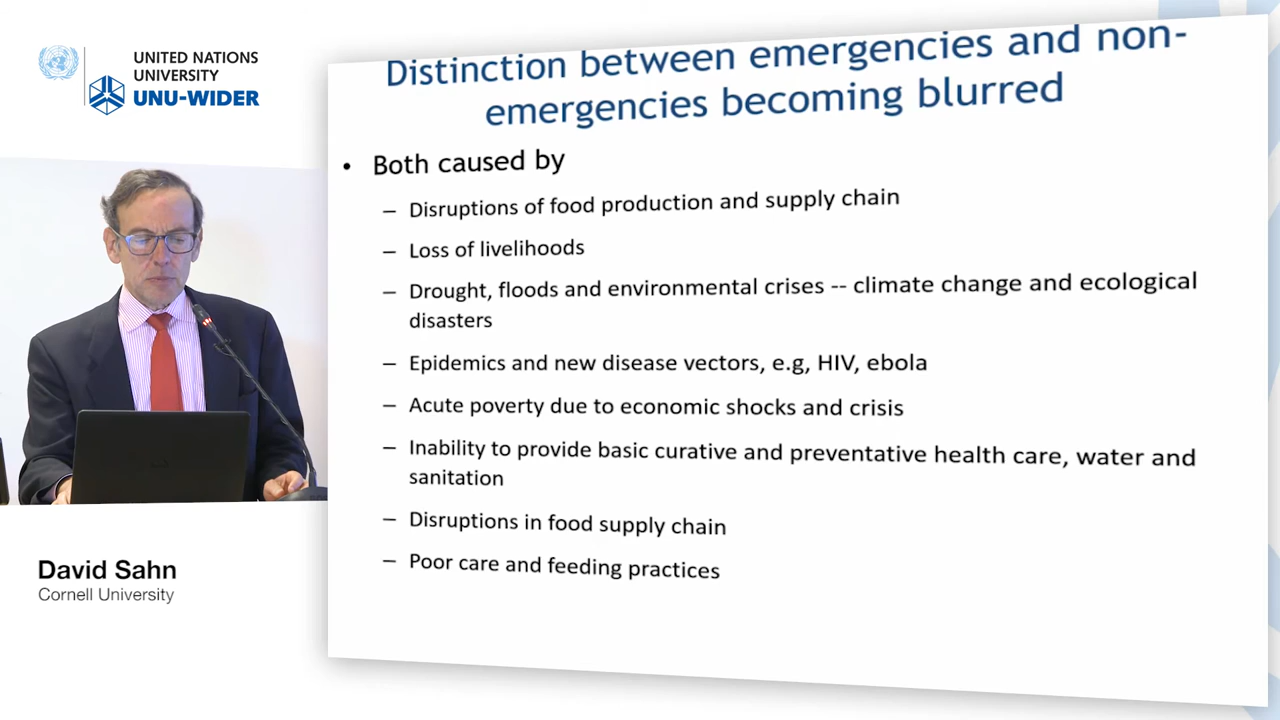 UNITED NATIONS
UNIVERSITY
UNU-WIDER
Distinction between emergencies and non-
emergencies becoming blurred
• Both caused by
– Disruptions of food production and supply chain
– Loss of livelihoods
– Drought, floods and environmental crises -- climate change and ecological
disasters
– Epidemics and new disease vectors, e.g, HIV, ebola
– Acute poverty due to economic shocks and crisis
– Inability to provide basic curative and preventative health care, water and
sanitation
– Disruptions in food supply chain
– Poor care and feeding practices
David Sahn
Cornell University